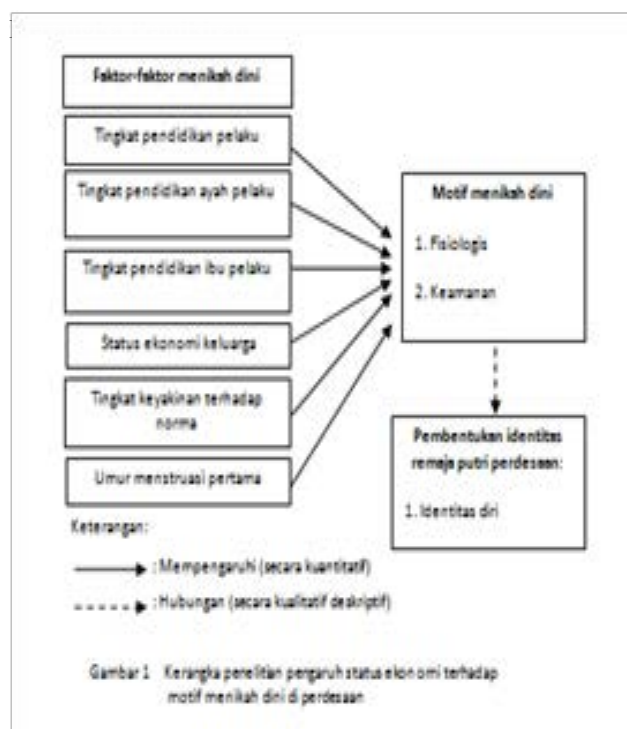 Faktor-faktor menikah dini
Tingkat pendidikan pelaku
Tingkat pendidikan ayah pelaku
Tingkat pendidikan ibu pelaku
Status ekonomi keluarga
Tingkat keyakinan terhadap
norma
Umur menstruasi pertama
Motif menikah dini
1. Fisiologis
2. Keamanan
Pembentukan identitas
remaja putri perdesaan:
1. Identitas diri
Keterangan:
: Mempengaruhi (secara kuantitatif)
: Hubungan (secara kualitatif deskriptif)
Gambar 1 Kerangka penelitian pengaruh status ekonomi terhadap
motif menikah dini di perdesaan